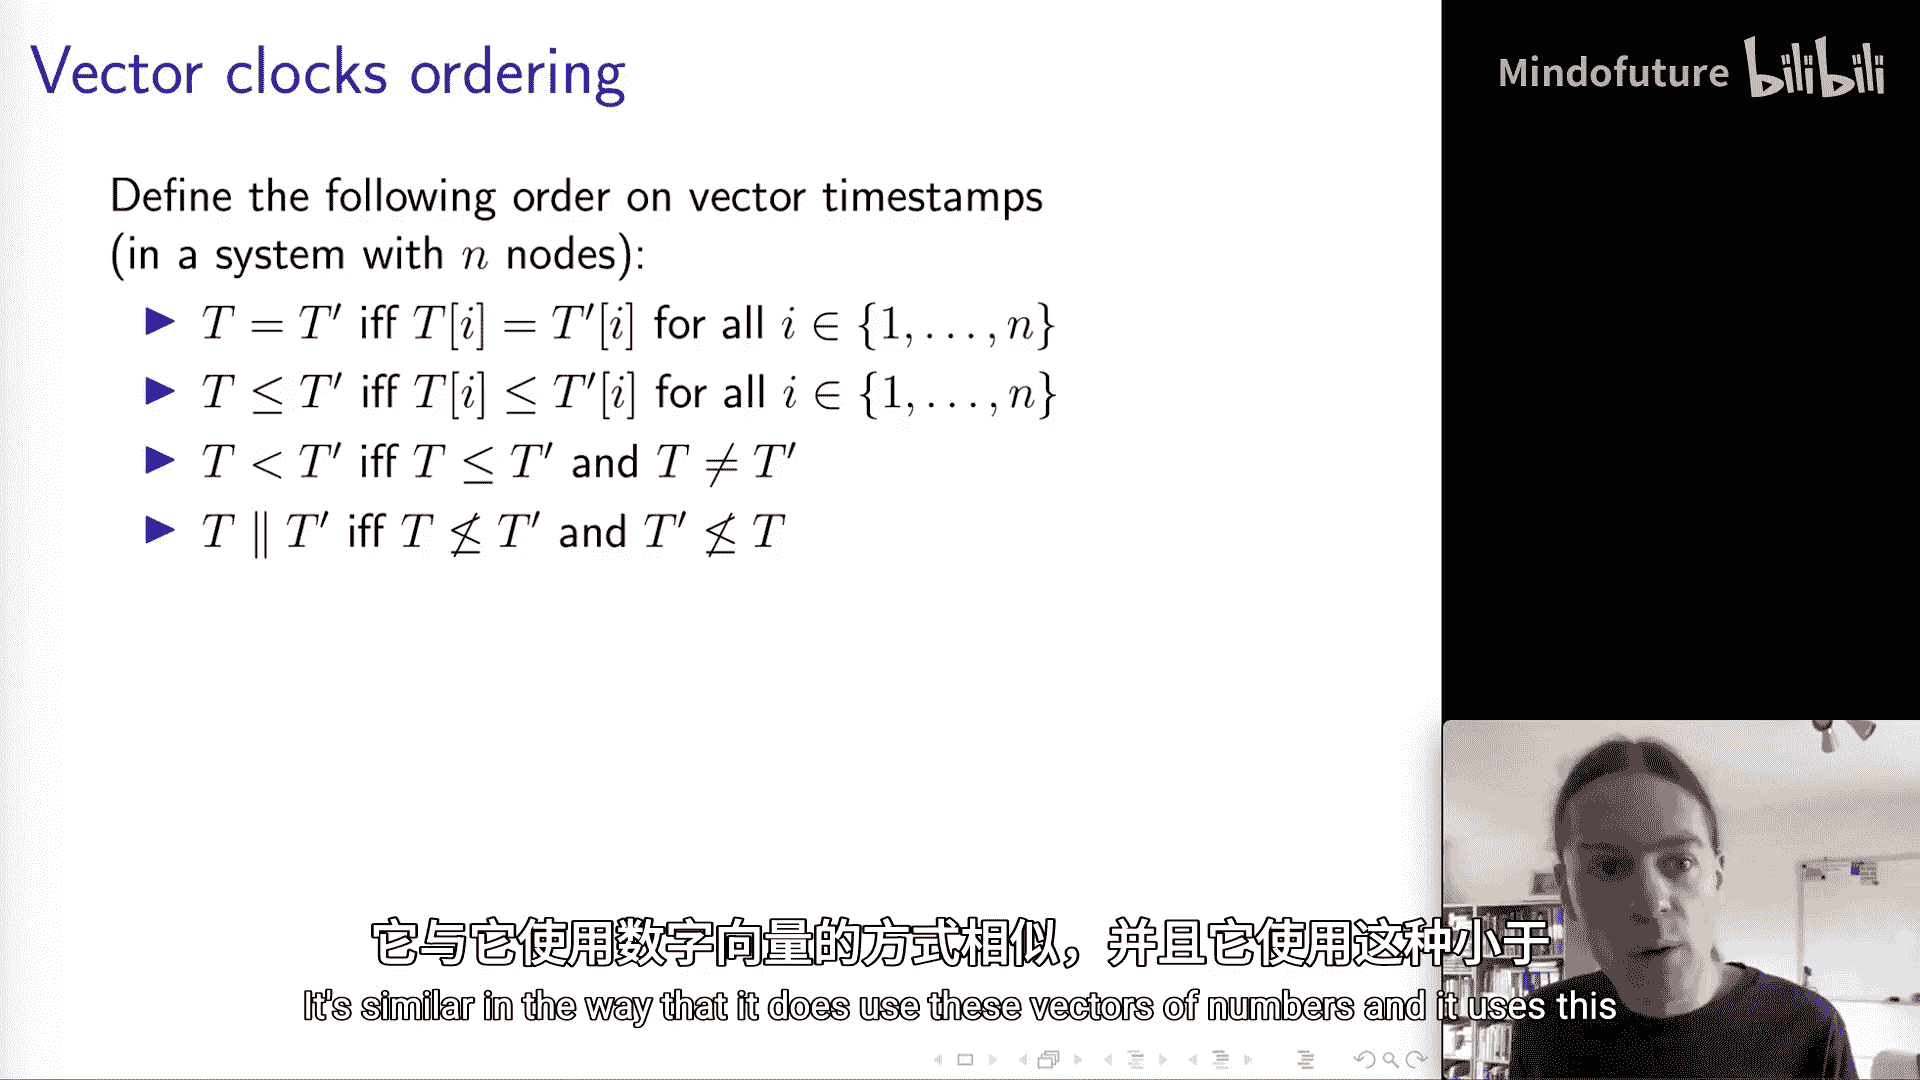 Vector clocks ordering
Mindofuture bilibili
Define the following order on vector timestamps
(in a system with n nodes):
▶ T = T′ iff T[i] = T′[i] for all i ∈ {1, . . . , n}
▶ T ≤ T′ iff T[i] ≤ T′[i] for all i ∈ {1, . . . , n}
▶ T < T′ iff T ≤ T′ and T ≠ T′
▶ T ∥ T′ iff T ≰ T′ and T′ ≰ T
它与它使用数字向量的方式相似，并且它使用这种小于
It's similar in the way that it does use these vectors of numbers and it uses this